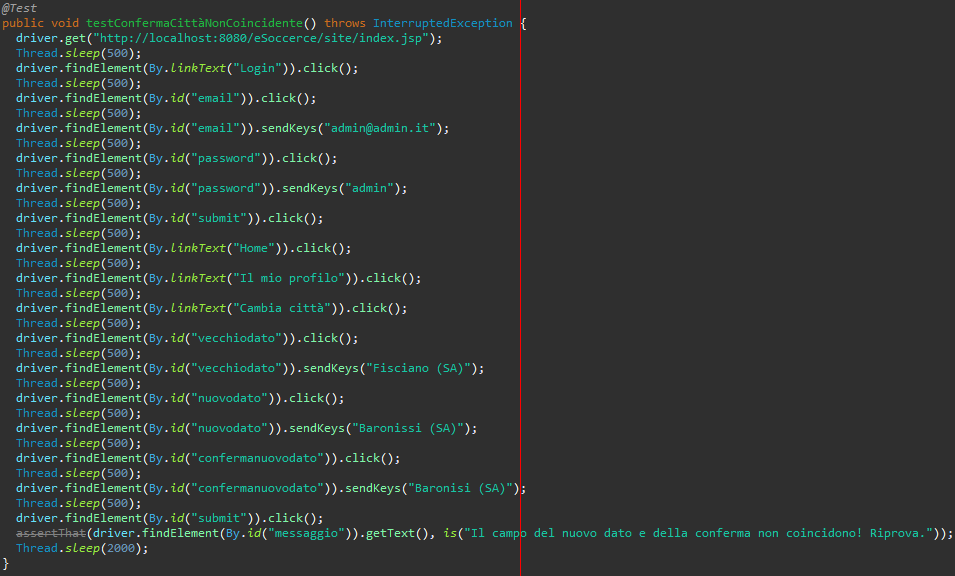 @Test
public void testConfermaCittàNonCoincidente() throws InterruptedException {
driver.get("http://localhost:8080/eSoccerce/site/index.jsp");
Thread.sleep(500);
driver.findElement(By.linkText("Login")).click();
Thread.sleep(500);
driver.findElement(By.id("email")).click();
Thread.sleep(500);
driver.findElement(By.id("email")).sendKeys("admin@admin.it");
Thread.sleep(500);
driver.findElement(By.id("password")).click();
Thread.sleep(500);
driver.findElement(By.id("password")).sendKeys("admin");
Thread.sleep(500);
driver.findElement(By.id("submit")).click();
Thread.sleep(500);
driver.findElement(By.linkText("Home")).click();
Thread.sleep(500);
driver.findElement(By.linkText("Il mio profilo")).click();
Thread.sleep(500);
driver.findElement(By.linkText("Cambia città")).click();
Thread.sleep(500);
driver.findElement(By.id("vecchiodato")).click();
Thread.sleep(500);
driver.findElement(By.id("vecchiodato")).sendKeys("Fisciano (SA)");
Thread.sleep(500);
driver.findElement(By.id("nuovodato")).click();
Thread.sleep(500);
driver.findElement(By.id("nuovodato")).sendKeys("Baronissi (SA)");
Thread.sleep(500);
driver.findElement(By.id("confermanuovodato")).click();
Thread.sleep(500);
driver.findElement(By.id("confermanuovodato")).sendKeys("Baronisi (SA)");
Thread.sleep(500);
driver.findElement(By.id("submit")).click();
assertThat(driver.findElement(By.id("messaggio")).getText(), is("Il campo del nuovo dato e della conferma non coincidono! Riprova."));
Thread.sleep(2000);
}